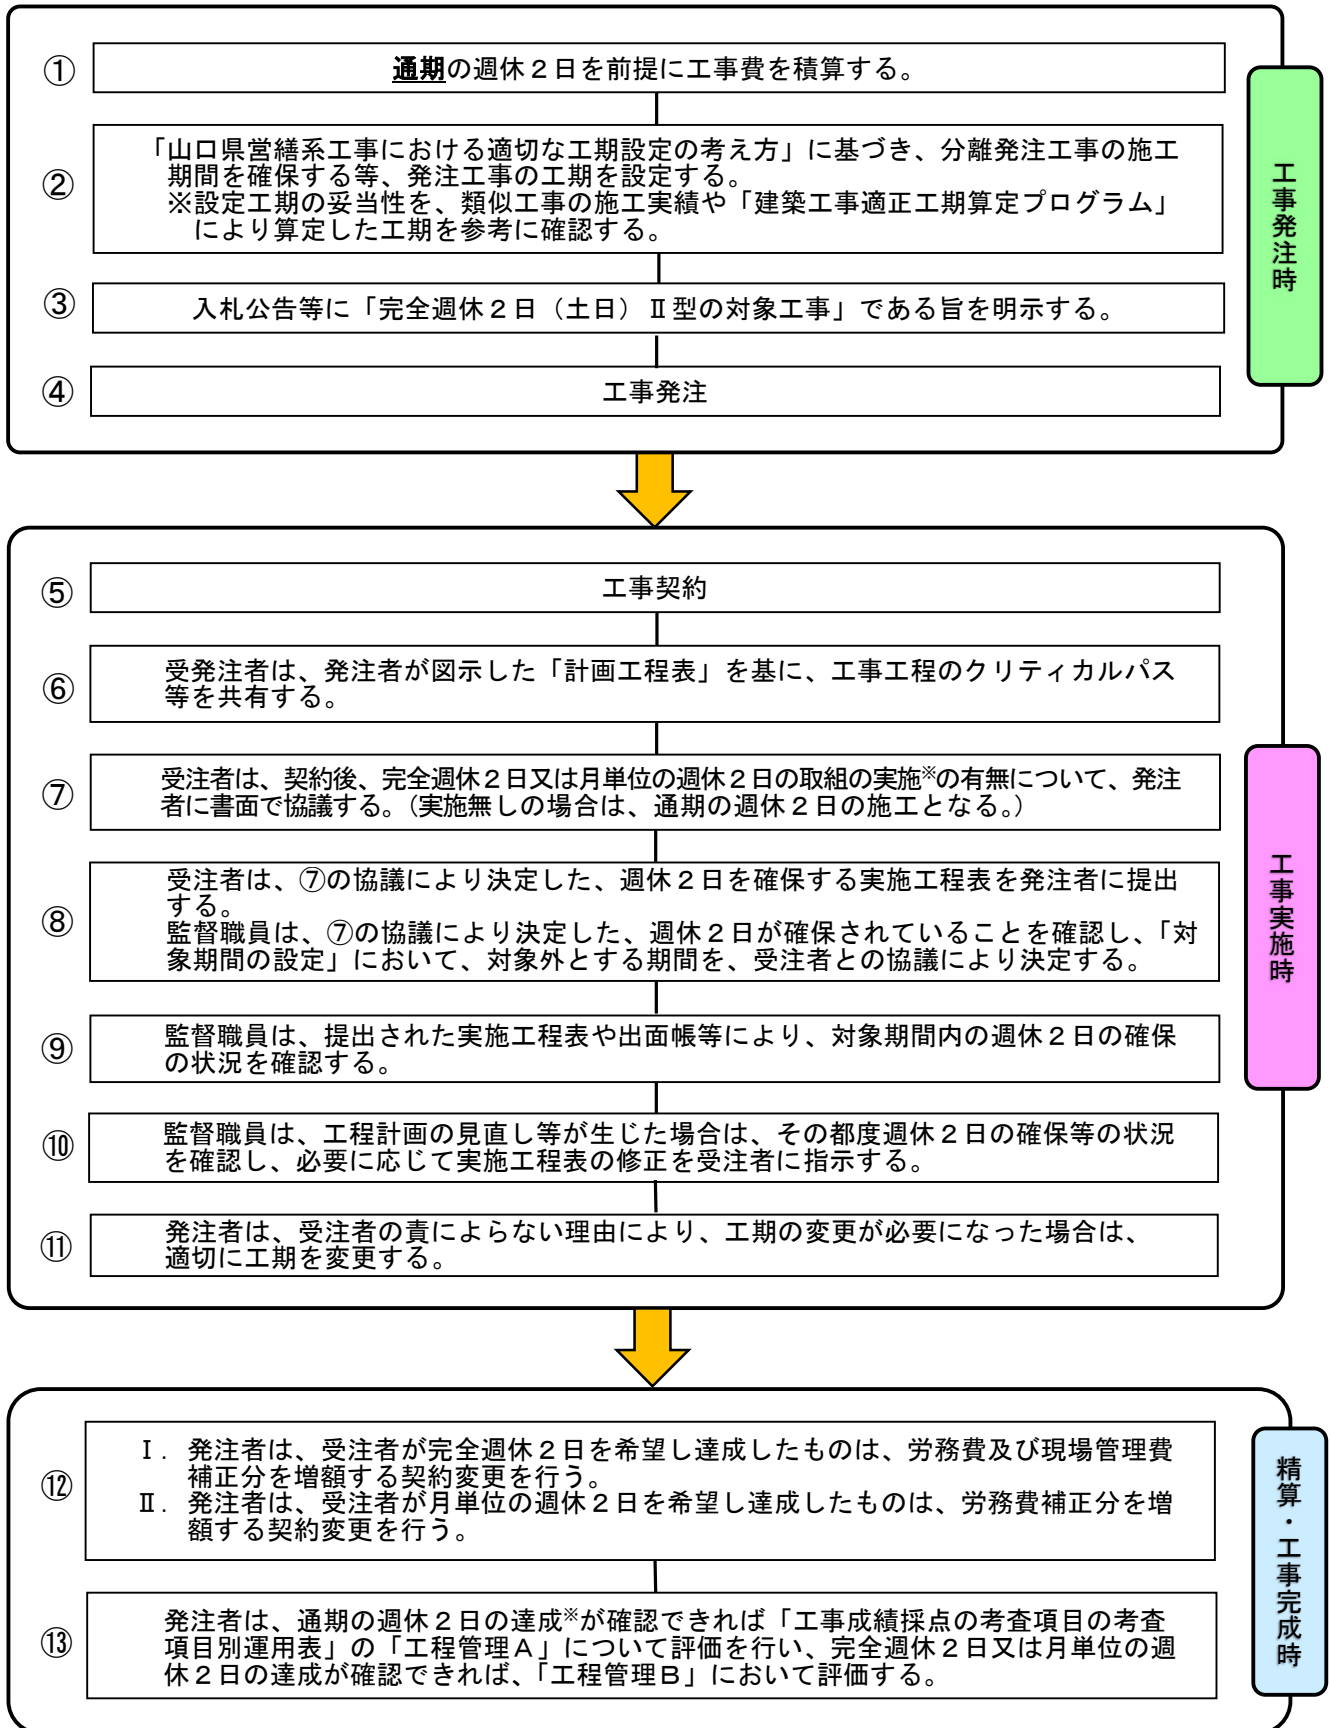 ① 通期の週休2日を前提に工事費を積算する。
② 「山口県営繕系工事における適切な工期設定の考え方」に基づき、分離発注工事の施工
期間を確保する等、発注工事の工期を設定する。
※設定工期の妥当性を、類似工事の施工実績や「建築工事適正工期算定プログラム」
により算定した工期を参考に確認する。
③ 入札公告等に「完全週休2日（土日）Ⅱ型の対象工事」である旨を明示する。
④ 工事発注
工事発注時
⑤ 工事契約
⑥ 受発注者は、発注者が図示した「計画工程表」を基に、工事工程のクリティカルパス
等を共有する。
⑦ 受注者は、契約後、完全週休2日又は月単位の週休2日の取組の実施※の有無について、発注
者に書面で協議する。（実施無しの場合は、通期の週休2日の施工となる。）
⑧ 受注者は、⑦の協議により決定した、週休2日を確保する実施工程表を発注者に提出
する。
監督職員は、⑦の協議により決定した、週休2日が確保されていることを確認し、「対
象期間の設定」において、対象外とする期間を、受注者との協議により決定する。
⑨ 監督職員は、提出された実施工程表や出面帳等により、対象期間内の週休2日の確保
の状況を確認する。
⑩ 監督職員は、工程計画の見直し等が生じた場合は、その都度週休2日の確保等の状況
を確認し、必要に応じて実施工程表の修正を受注者に指示する。
⑪ 発注者は、受注者の責によらない理由により、工期の変更が必要になった場合は、
適切に工期を変更する。
工事実施時
⑫ Ⅰ．発注者は、受注者が完全週休2日を希望し達成したものは、労務費及び現場管理費
補正分を増額する契約変更を行う。
Ⅱ．発注者は、受注者が月単位の週休2日を希望し達成したものは、労務費補正分を増
額する契約変更を行う。
⑬ 発注者は、通期の週休2日の達成※が確認できれば「工事成績採点の考査項目の考査
項目別運用表」の「工程管理A」について評価を行い、完全週休2日又は月単位の週
休2日の達成が確認できれば、「工程管理B」において評価する。
精算・工事完成時